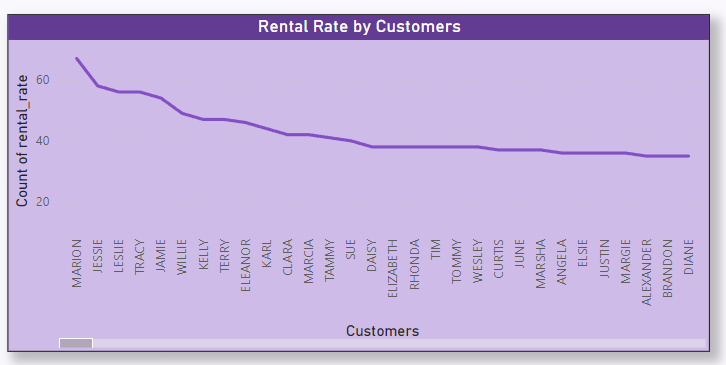 Rental Rate by Customers
Count of rental_rate
60
40
20
MARION
JESSIE
LESLIE
TRACY
JAMIE
WILLIE
KELLY
TERRY
ELEANOR
KARL
CLARA
MARCIA
TAMMY
SUE
DAISY
ELIZABETH
RHONDA
TIM
TOMMY
WESLEY
CURTIS
JUNE
MARSHA
ANGELA
ELSIE
JUSTIN
MARGIE
ALEXANDER
BRANDON
DIANE
Customers